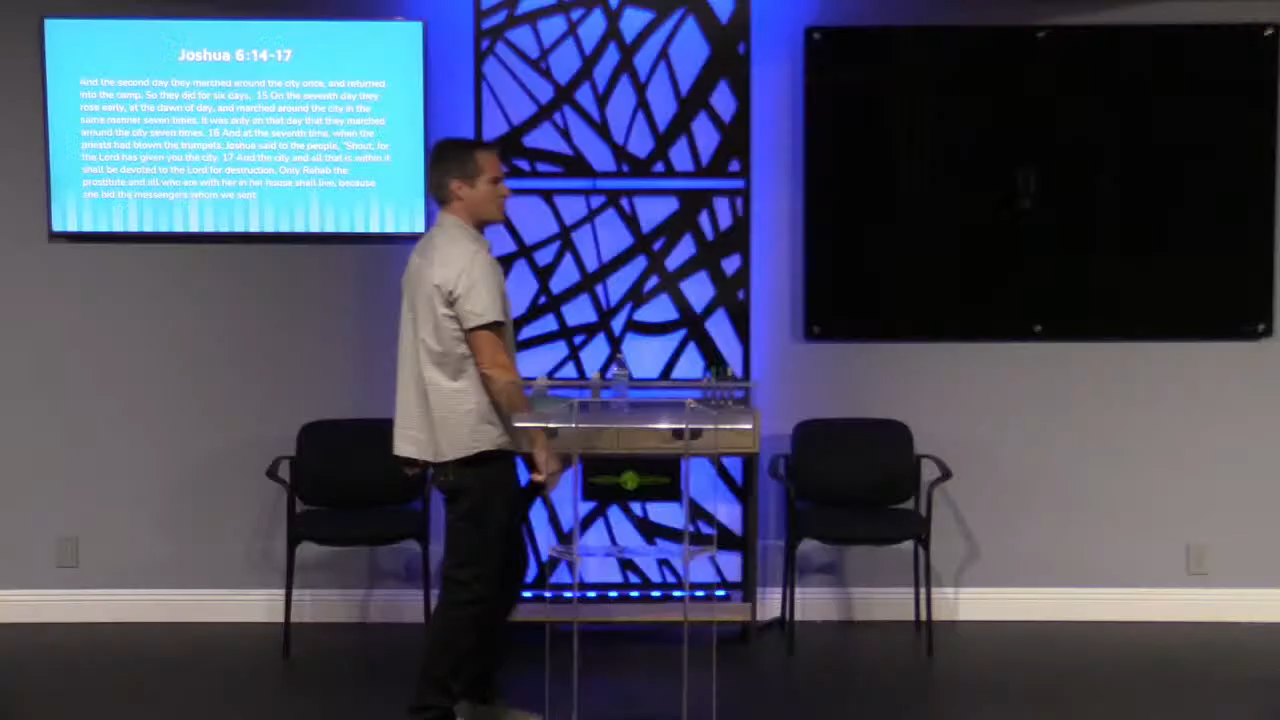 Joshua 6:14-17
And the second day they marched around the city once, and returned
into the camp. So they did for six days. 15 On the seventh day they
rose early, at the dawn of day, and marched around the city in the
same manner seven times. It was only on that day that they marched
around the city seven times. 16 And at the seventh time, when the
priests had blown the trumpets, Joshua said to the people, "Shout, for
the Lord has given you the city. 17 And the city and all that is within it
shall be devoted to the Lord for destruction. Only Rahab the
prostitute and all who are with her in her house shall live, because
she hid the messengers whom we sent